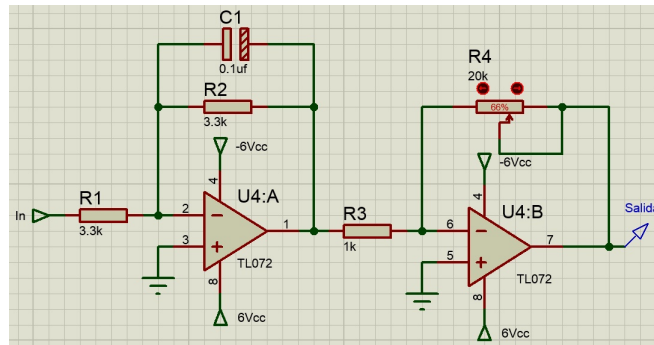 C1
0.1uf
R2
3.3k
R4
20k
66%
-6Vcc
-6Vcc
In
R1
3.3k
4
2
3
8
1
U4:A
TL072
6Vcc
R3
1k
4
6
5
8
7
U4:B
TL072
6Vcc
Salida